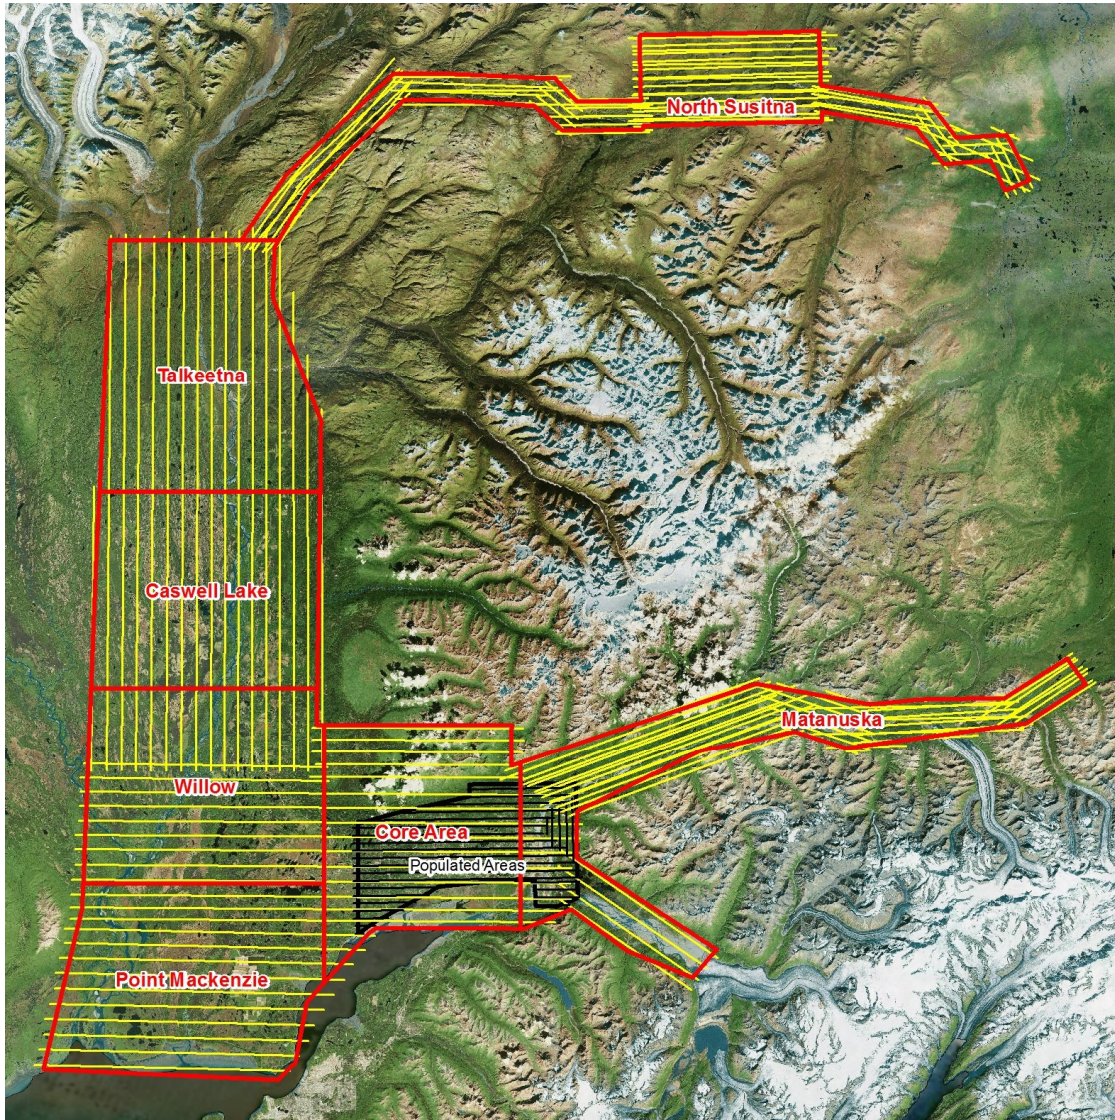 North Susitna
Talkeetna
Caswell Lake
Matanuska
Willow
Core Area
Populated Areas
Point Mackenzie